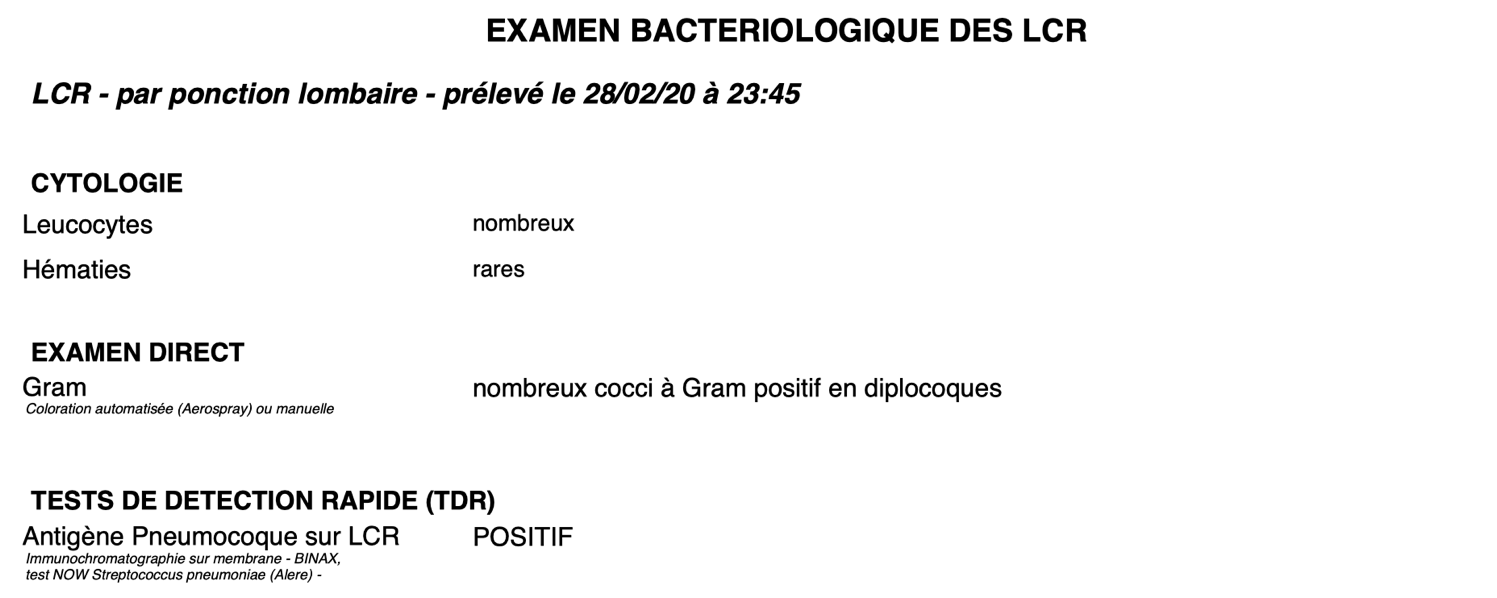 EXAMEN BACTERIOLOGIQUE DES LCR
LCR - par ponction lombaire - prélevé le 28/02/20 à 23:45
CYTOLOGIE
Leucocytes nombreux
Hématies rares
EXAMEN DIRECT
Gram nombreux cocci à Gram positif en diplocoques
Coloration automatisée (Aerospray) ou manuelle
TESTS DE DETECTION RAPIDE (TDR)
Antigène Pneumocoque sur LCR POSITIF
Immunochromatographie sur membrane - BINAX,
test NOW Streptococcus pneumoniae (Alere) -